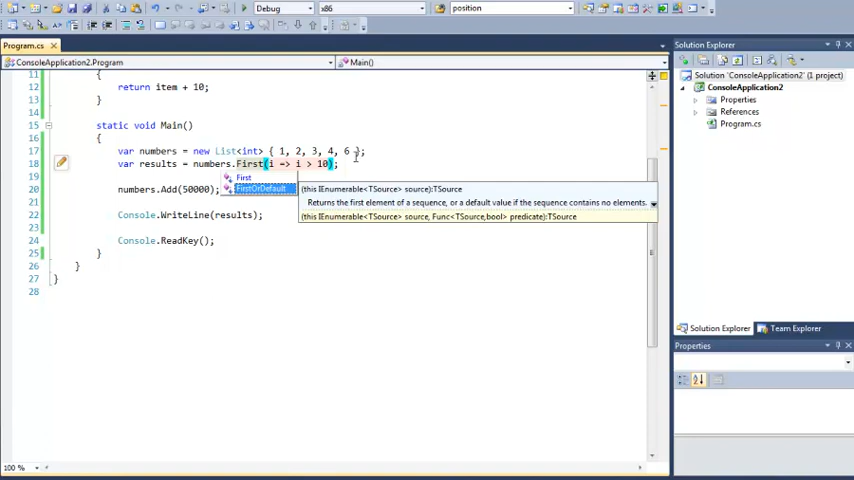 Debug
x86
position
Program.cs
ConsoleApplication2.Program
Main()
11 {
12 return item + 10;
13 }
14
15 static void Main()
16 {
17 var numbers = new List<int> { 1, 2, 3, 4, 6 };
18 var results = numbers.First(i => i > 10);
First
FirstOrDefault
(this IEnumerable<TSource> source):TSource
Returns the first element of a sequence, or a default value if the sequence contains no elements.
(this IEnumerable<TSource> source, Func<TSource,bool> predicate):TSource
20 numbers.Add(50000);
21
22 Console.WriteLine(results);
23
24 Console.ReadKey();
25 }
26 }
27 }
28
100 %
Solution Explorer
Solution 'ConsoleApplication2' (1 project)
ConsoleApplication2
Properties
References
Program.cs
Solution Explorer
Team Explorer
Properties